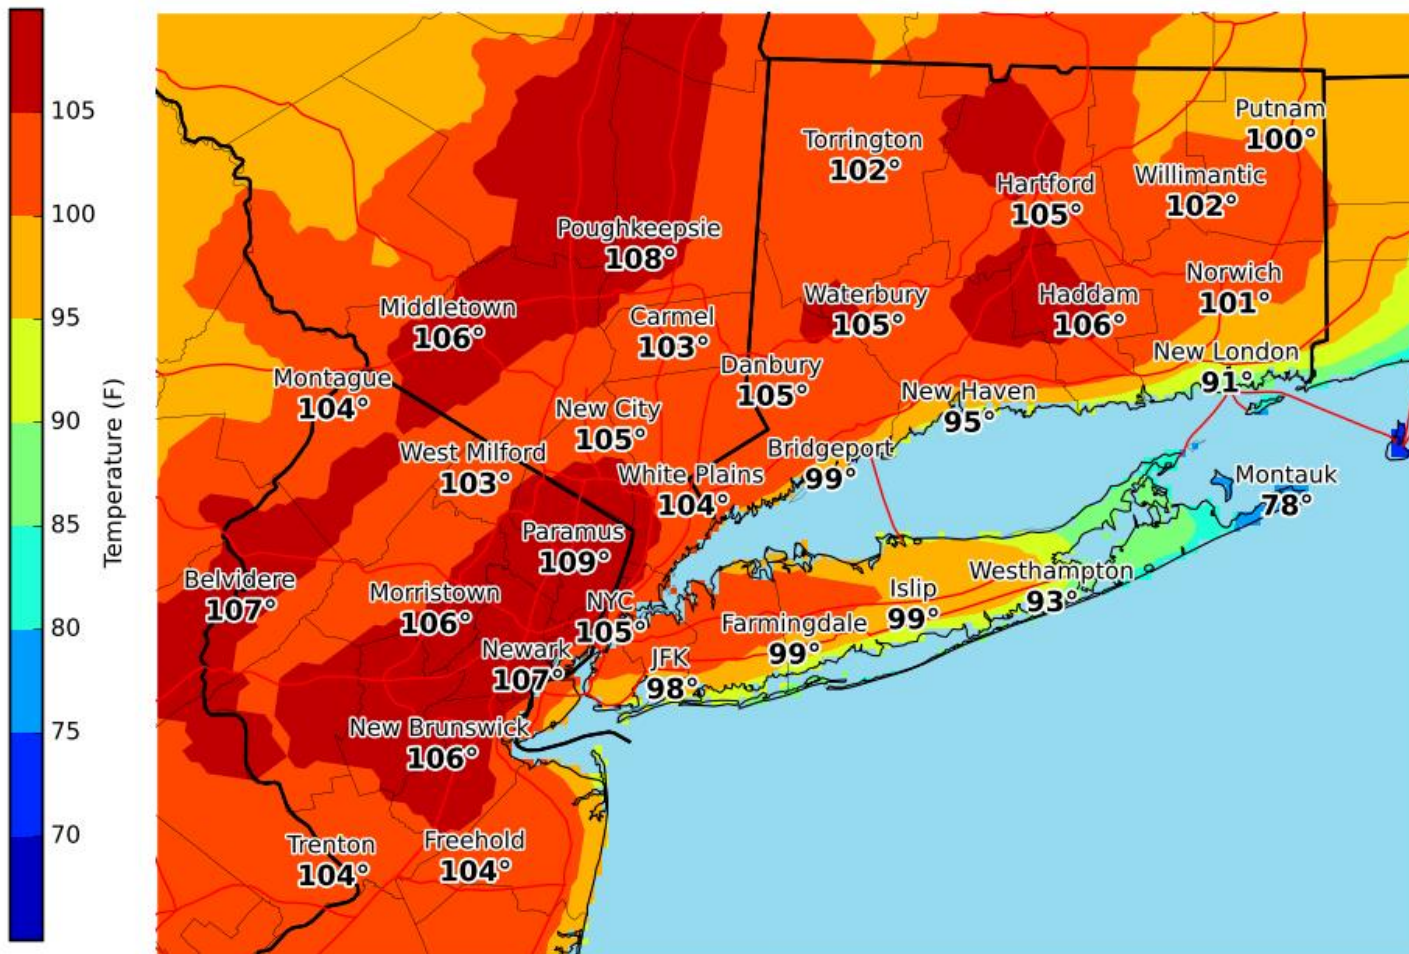 105
100
95
90
85
80
75
70
Temperature (F)
Putnam
100°
Torrington
102°
Willimantic
102°
Hartford
105°
Poughkeepsie
108°
Norwich
101°
Middletown
106°
Waterbury
105°
Haddam
106°
Carmel
103°
New London
91°
Danbury
105°
Montague
104°
New Haven
95°
New City
105°
West Milford
103°
Bridgeport
99°
White Plains
104°
Montauk
78°
Paramus
109°
Belvidere
107°
Morristown
106°
NYC
105°
Islip
99°
Westhampton
93°
Farmingdale
99°
Newark
107°
JFK
98°
New Brunswick
106°
Trenton
104°
Freehold
104°